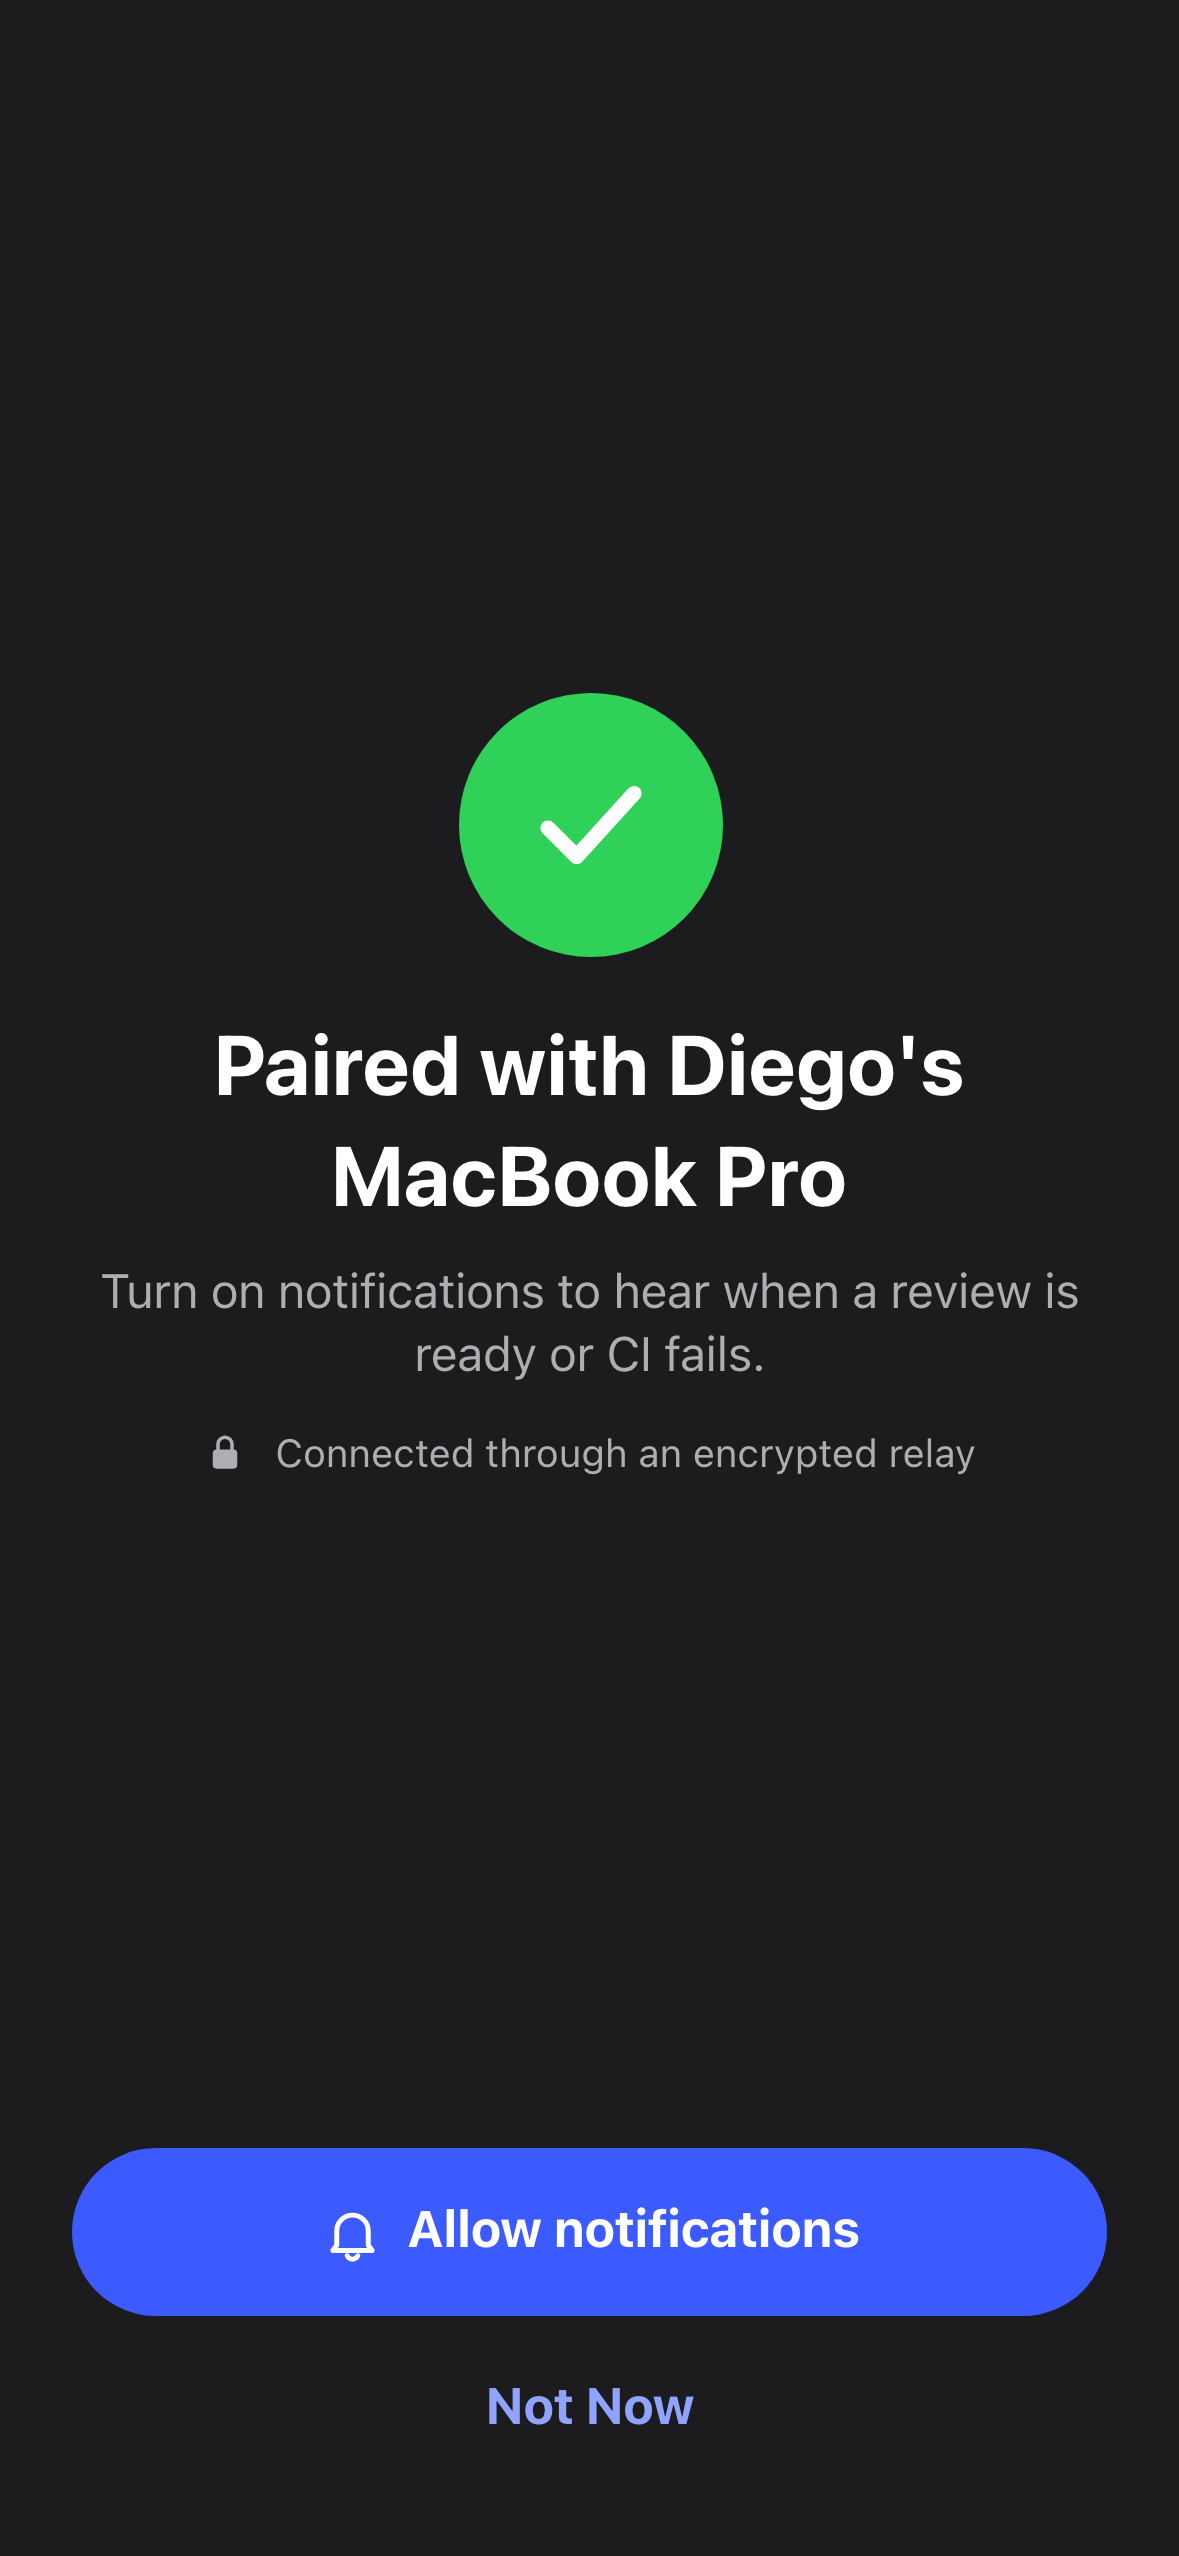 Paired with Diego's
MacBook Pro
Turn on notifications to hear when a review is
ready or CI fails.
Connected through an encrypted relay
Allow notifications
Not Now